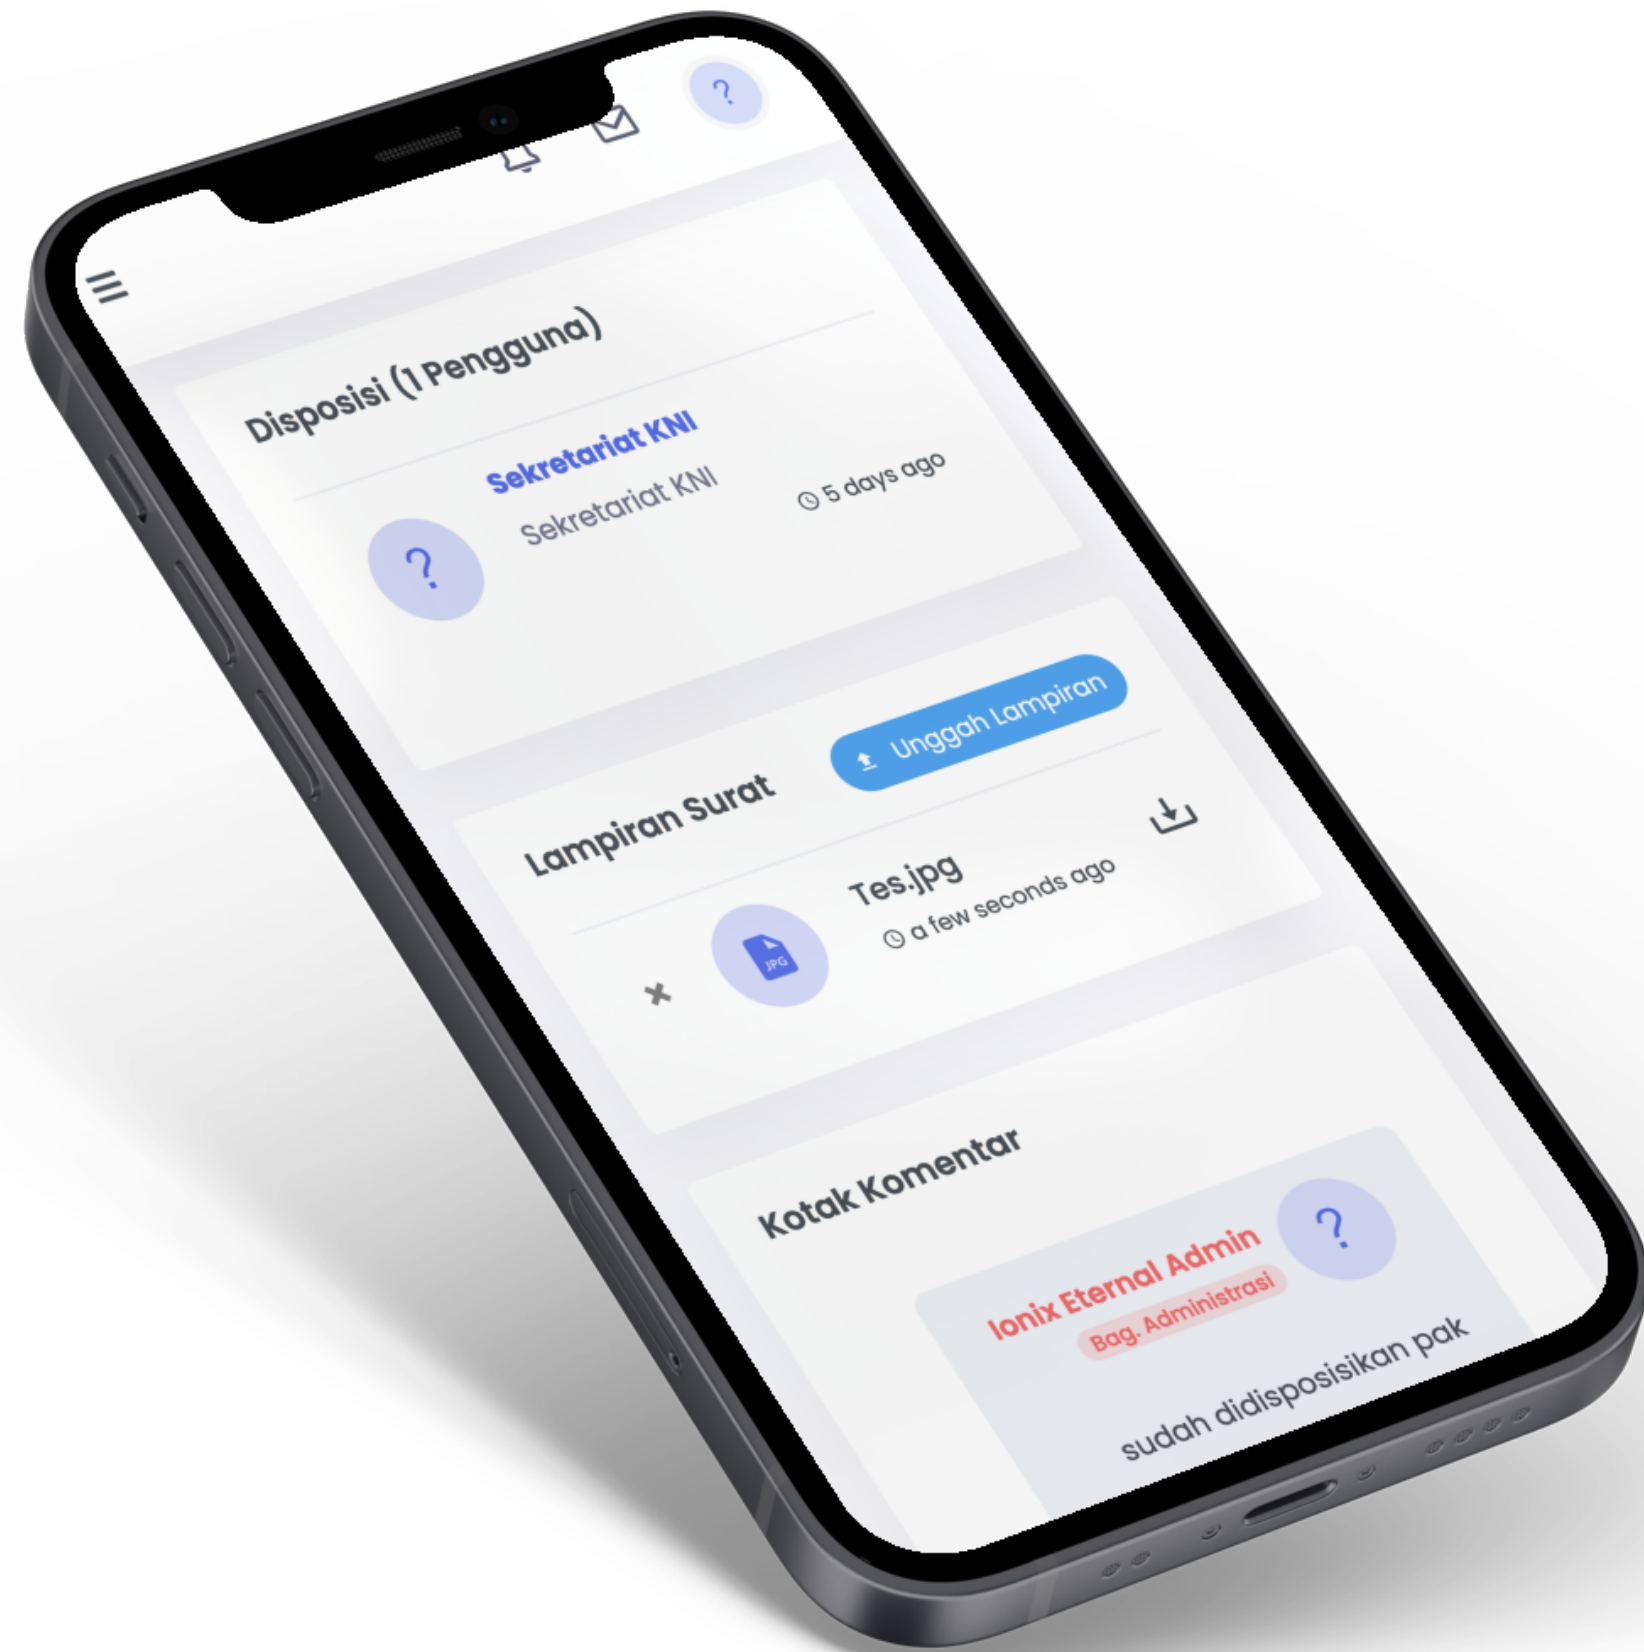 ?
Disposisi (1 Pengguna)
Sekretariat KNI
Sekretariat KNI
5 days ago
?
Lampiran Surat
Unggah Lampiran
Tes.jpg
a few seconds ago
JPG
Kotak Komentar
Ionix Eternal Admin
Bag. Administrasi
?
sudah didisposisikan pak